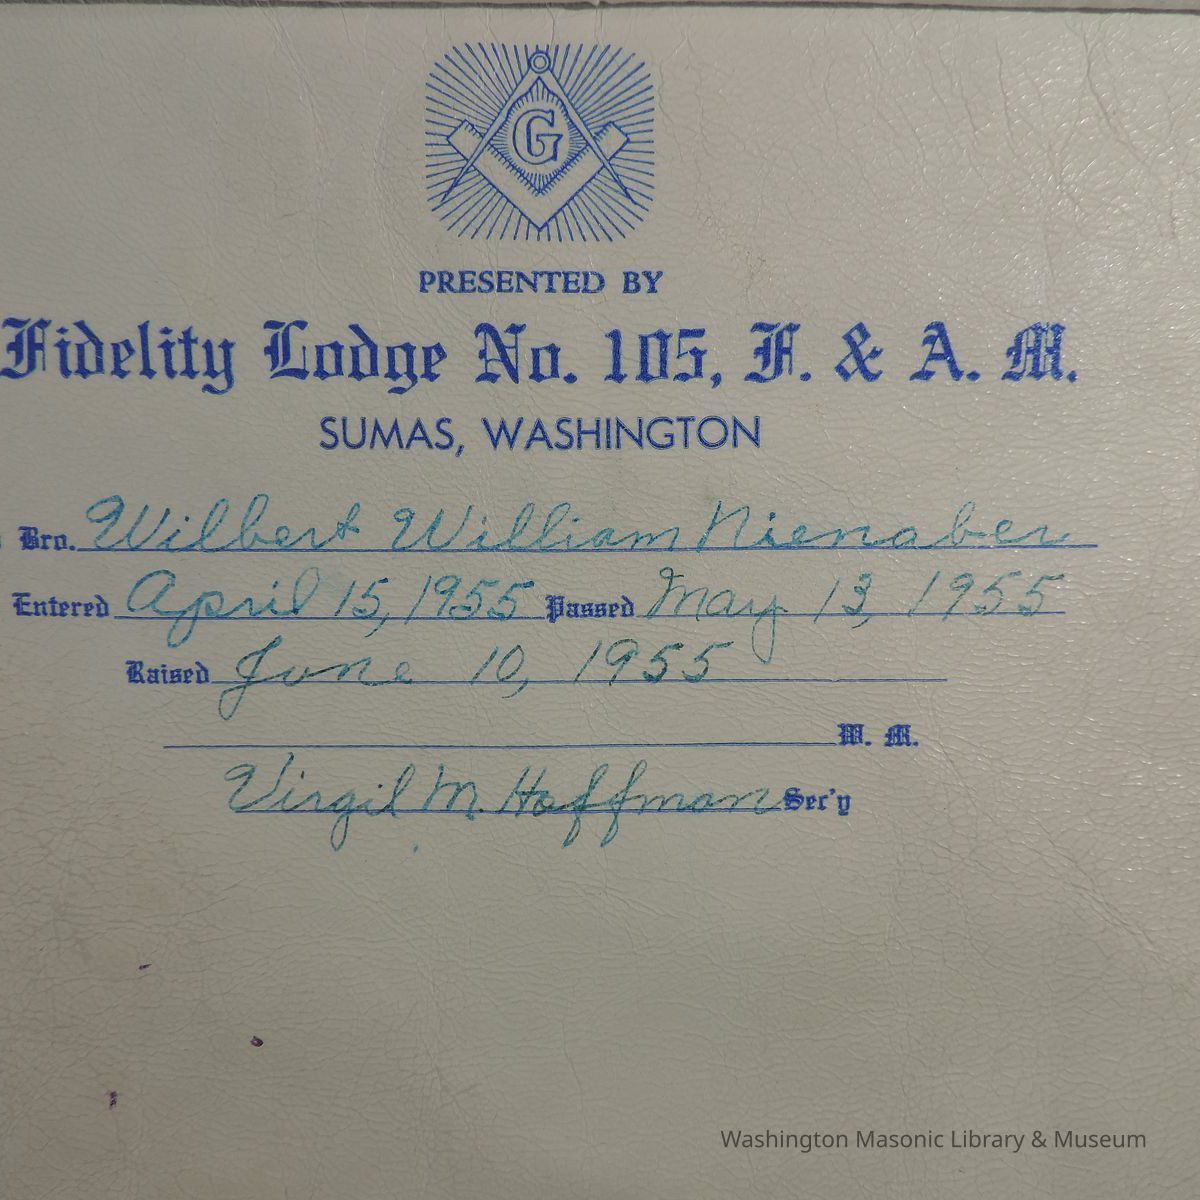 G
PRESENTED BY
Fidelity Lodge No. 105, F. & A. M.
SUMAS, WASHINGTON
Bro. Wilbert William Nienaber
Entered April 15, 1955 Passed May 13, 1955
Raised June 10, 1955
W. M.
Virgil M. Hoffman Sec'y
Washington Masonic Library & Museum